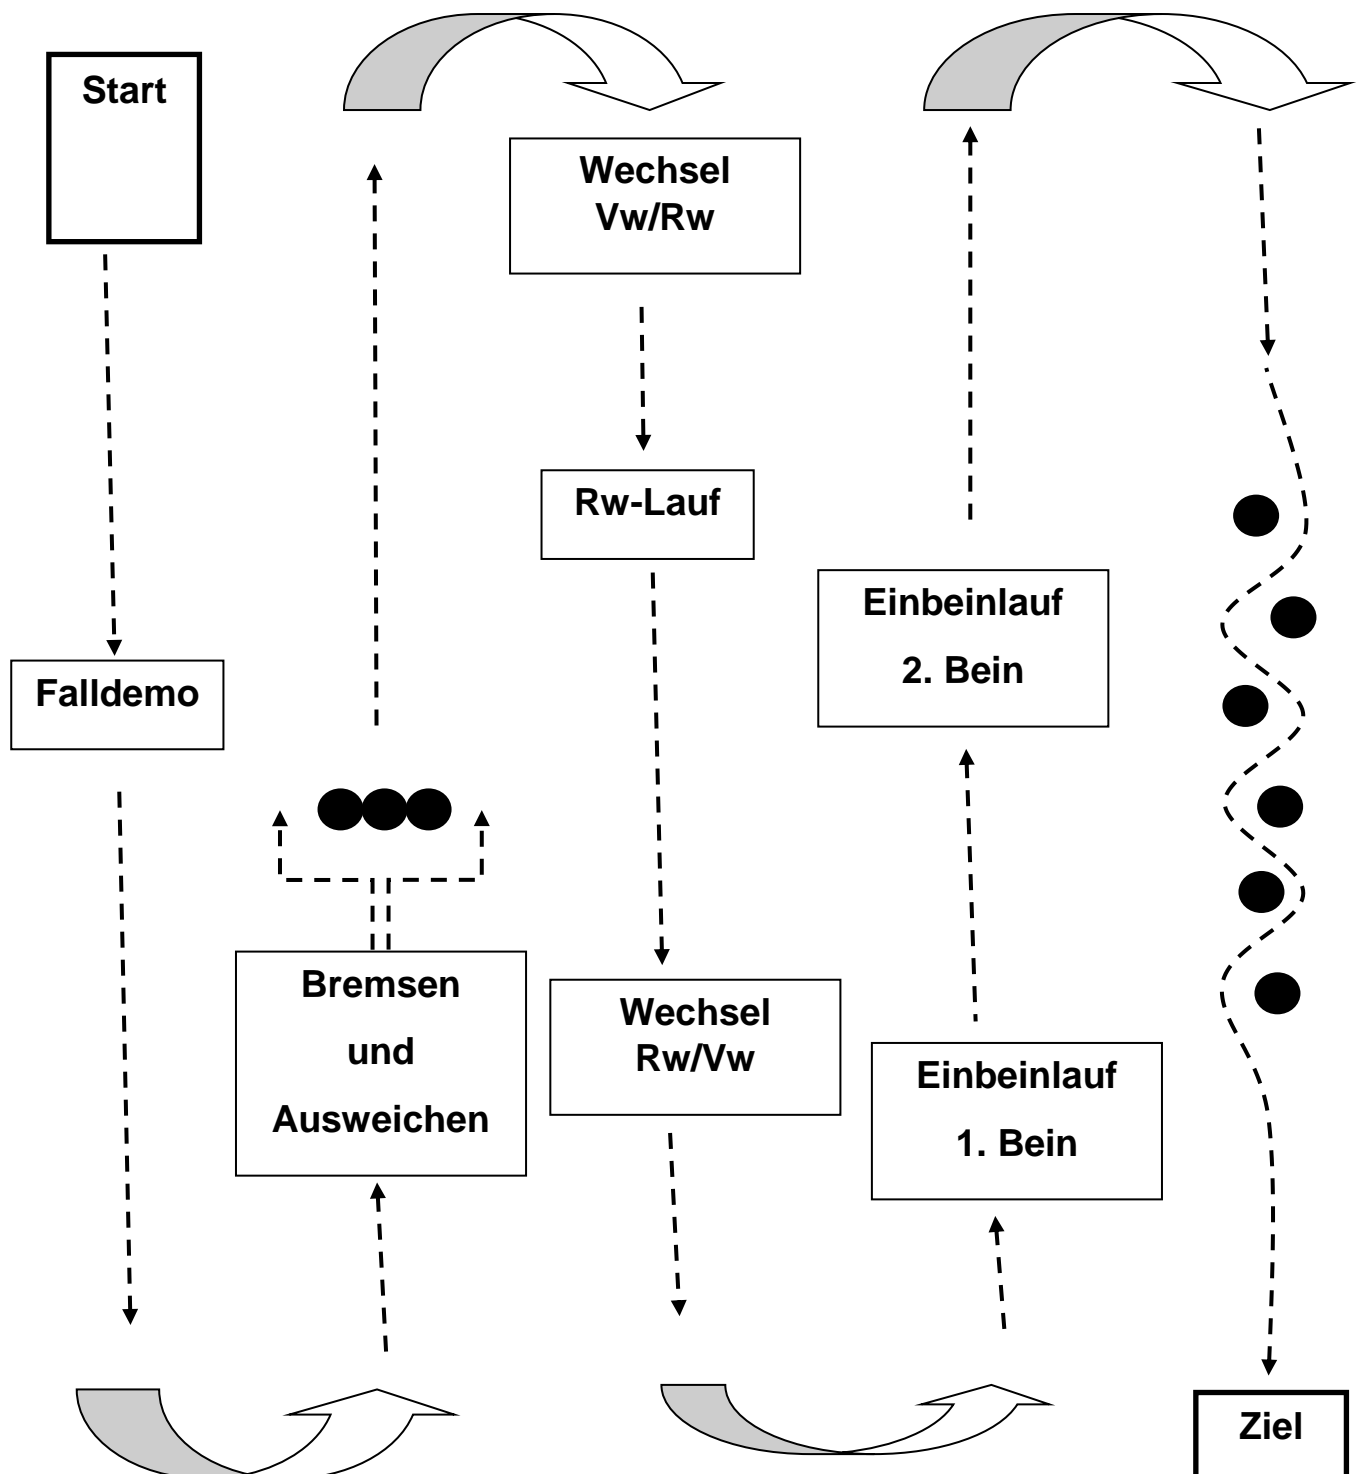 Start
Falldemo
Bremsen
und
Ausweichen
Wechsel
Vw/Rw
Rw-Lauf
Wechsel
Rw/Vw
Einbeinlauf
1. Bein
Einbeinlauf
2. Bein
Ziel